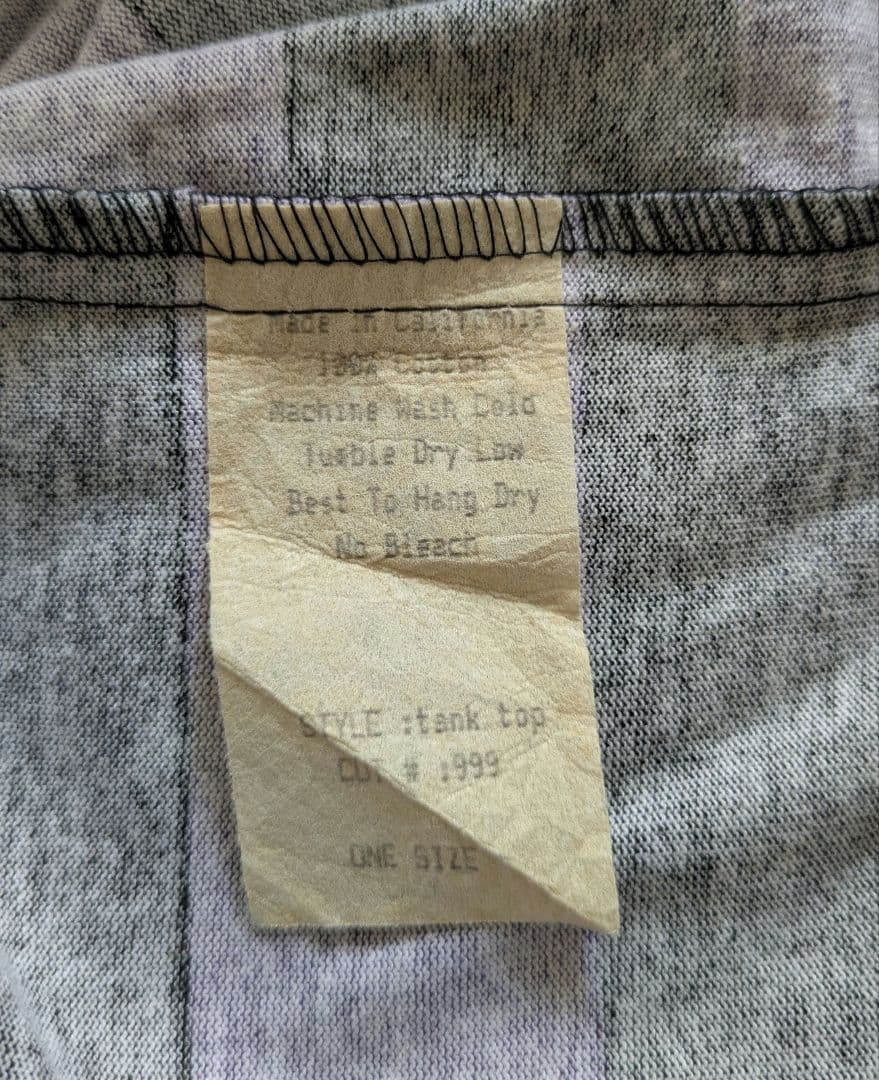 Made In California
100% Cotton
Machine Wash Cold
Tumble Dry Low
Best To Hang Dry
No Bleach
STYLE :tank top
CUT # :999
ONE SIZE